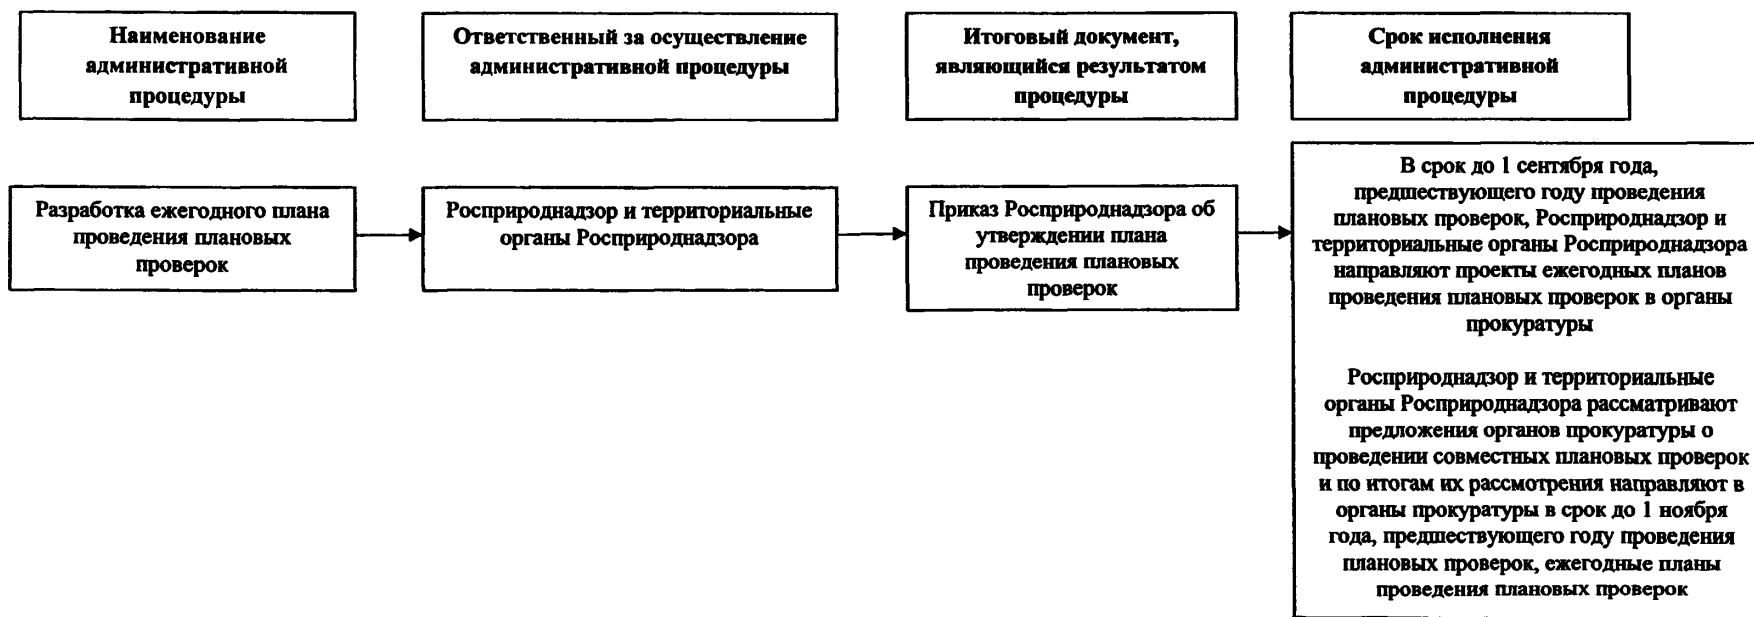 Наименование
административной
процедуры
Ответственный за осуществление
административной процедуры
Итоговый документ,
являющийся результатом
процедуры
Срок исполнения
административной
процедуры
Разработка ежегодного плана
проведения плановых
проверок
Росприроднадзор и территориальные
органы Росприроднадзора
Приказ Росприроднадзора об
утверждении плана
проведения плановых
проверок
В срок до 1 сентября года,
предшествующего году проведения
плановых проверок, Росприроднадзор и
территориальные органы Росприроднадзора
направляют проекты ежегодных планов
проведения плановых проверок в органы
прокуратуры
Росприроднадзор и территориальные
органы Росприроднадзора рассматривают
предложения органов прокуратуры о
проведении совместных плановых проверок
и по итогам их рассмотрения направляют в
органы прокуратуры в срок до 1 ноября
года, предшествующего году проведения
плановых проверок, ежегодные планы
проведения плановых проверок